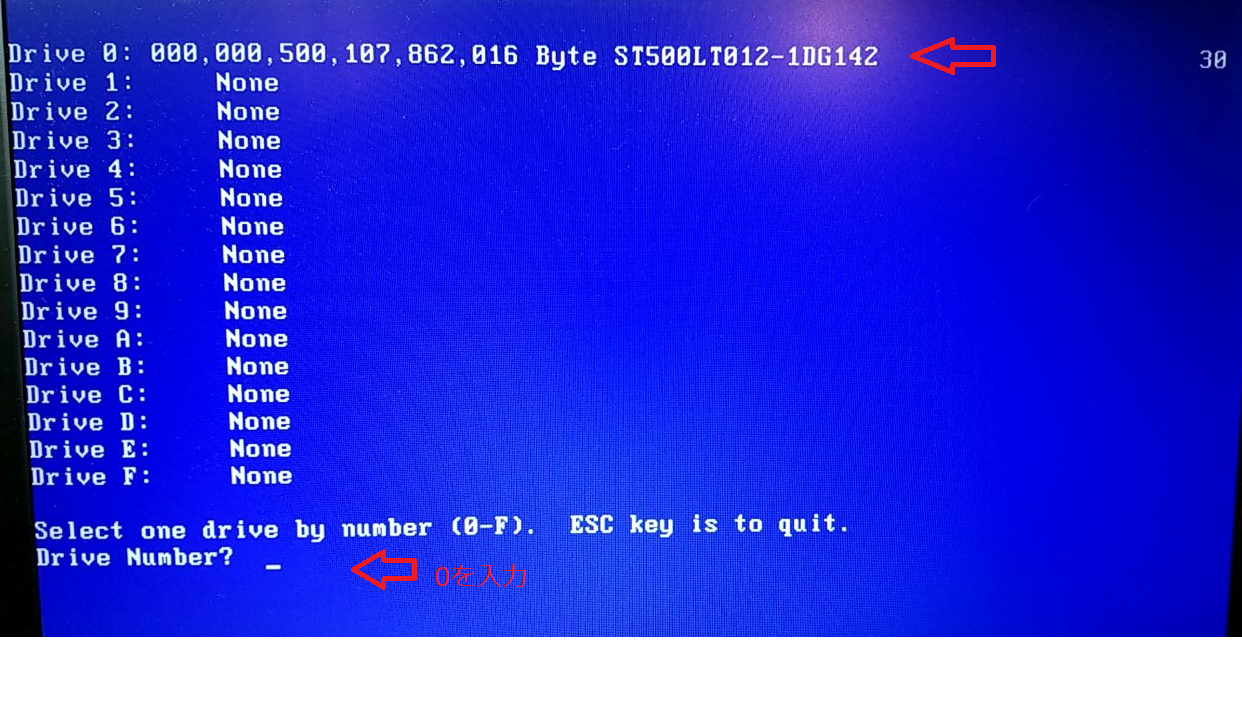 Drive 0: 000,000,500,107,862,016 Byte ST500LT012-1DG142 30
Drive 1: None
Drive 2: None
Drive 3: None
Drive 4: None
Drive 5: None
Drive 6: None
Drive 7: None
Drive 8: None
Drive 9: None
Drive A: None
Drive B: None
Drive C: None
Drive D: None
Drive E: None
Drive F: None
Select one drive by number (0-F). ESC key is to quit.
Drive Number? _
0を入力